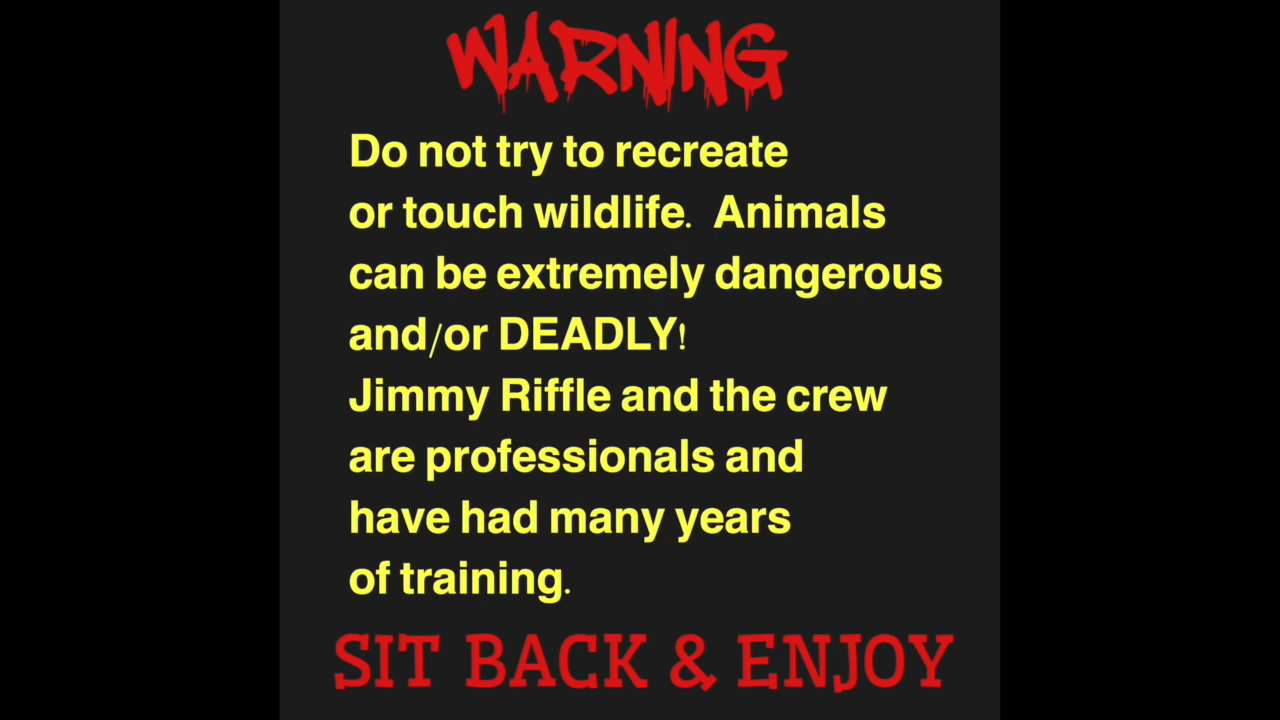 WARNING
Do not try to recreate
or touch wildlife.  Animals
can be extremely dangerous
and/or DEADLY!
Jimmy Riffle and the crew
are professionals and
have had many years
of training.
SIT BACK & ENJOY